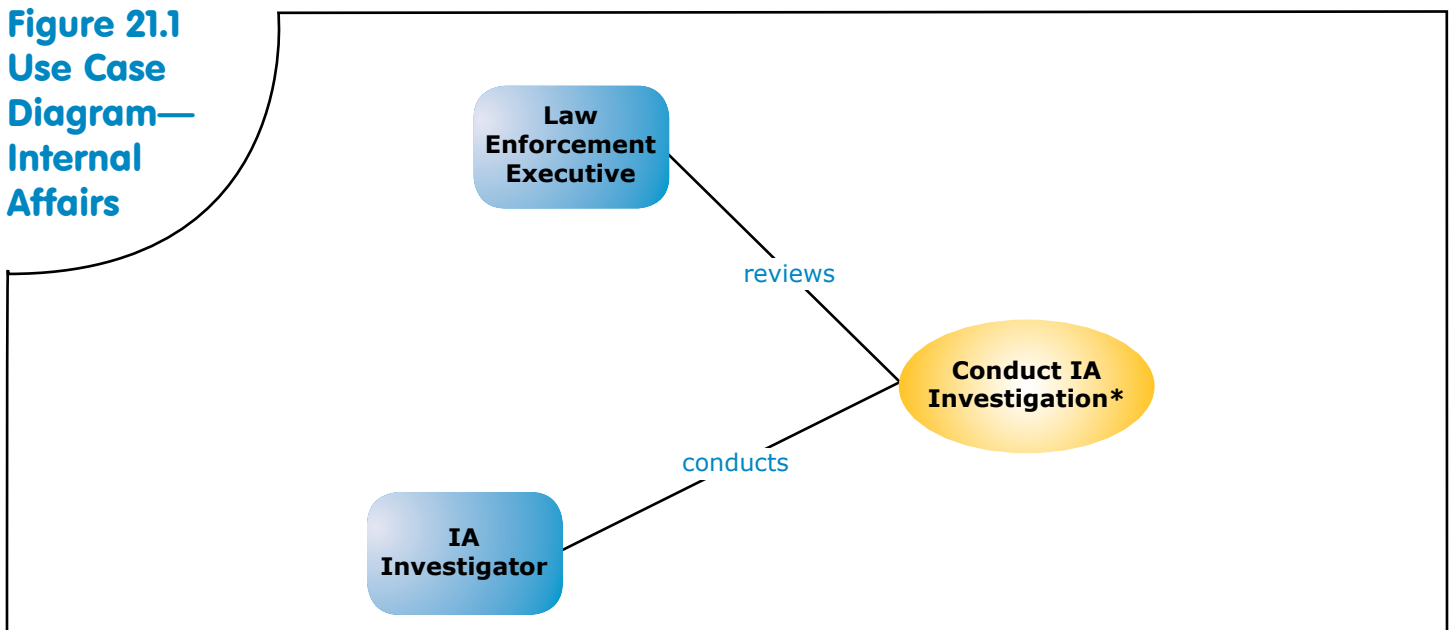 Figure 21.1
Use Case
Diagram—
Internal
Affairs
Law
Enforcement
Executive
reviews
Conduct IA
Investigation*
conducts
IA
Investigator